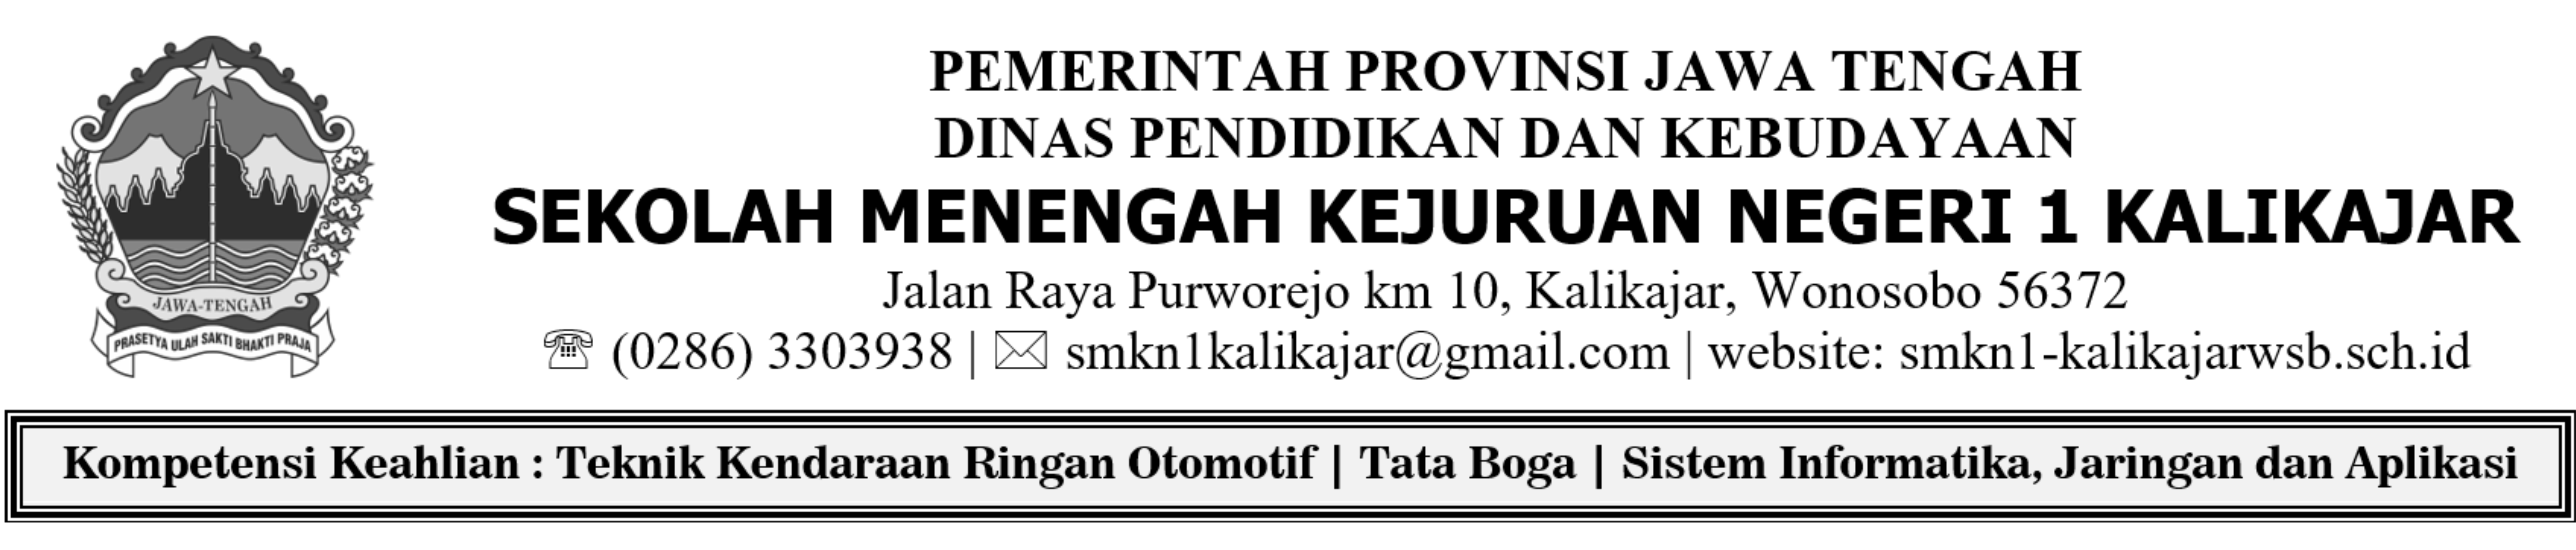 PEMERINTAH PROVINSI JAWA TENGAH
DINAS PENDIDIKAN DAN KEBUDAYAAN
SEKOLAH MENENGAH KEJURUAN NEGERI 1 KALIKAJAR
Jalan Raya Purworejo km 10, Kalikajar, Wonosobo 56372
☏ (0286) 3303938 | ✉ smkn1kalikajar@gmail.com | website: smkn1-kalikajarwsb.sch.id
JAWA-TENGAH
PRASETYA ULAH SAKTI BHAKTI PRAJA
Kompetensi Keahlian : Teknik Kendaraan Ringan Otomotif | Tata Boga | Sistem Informatika, Jaringan dan Aplikasi